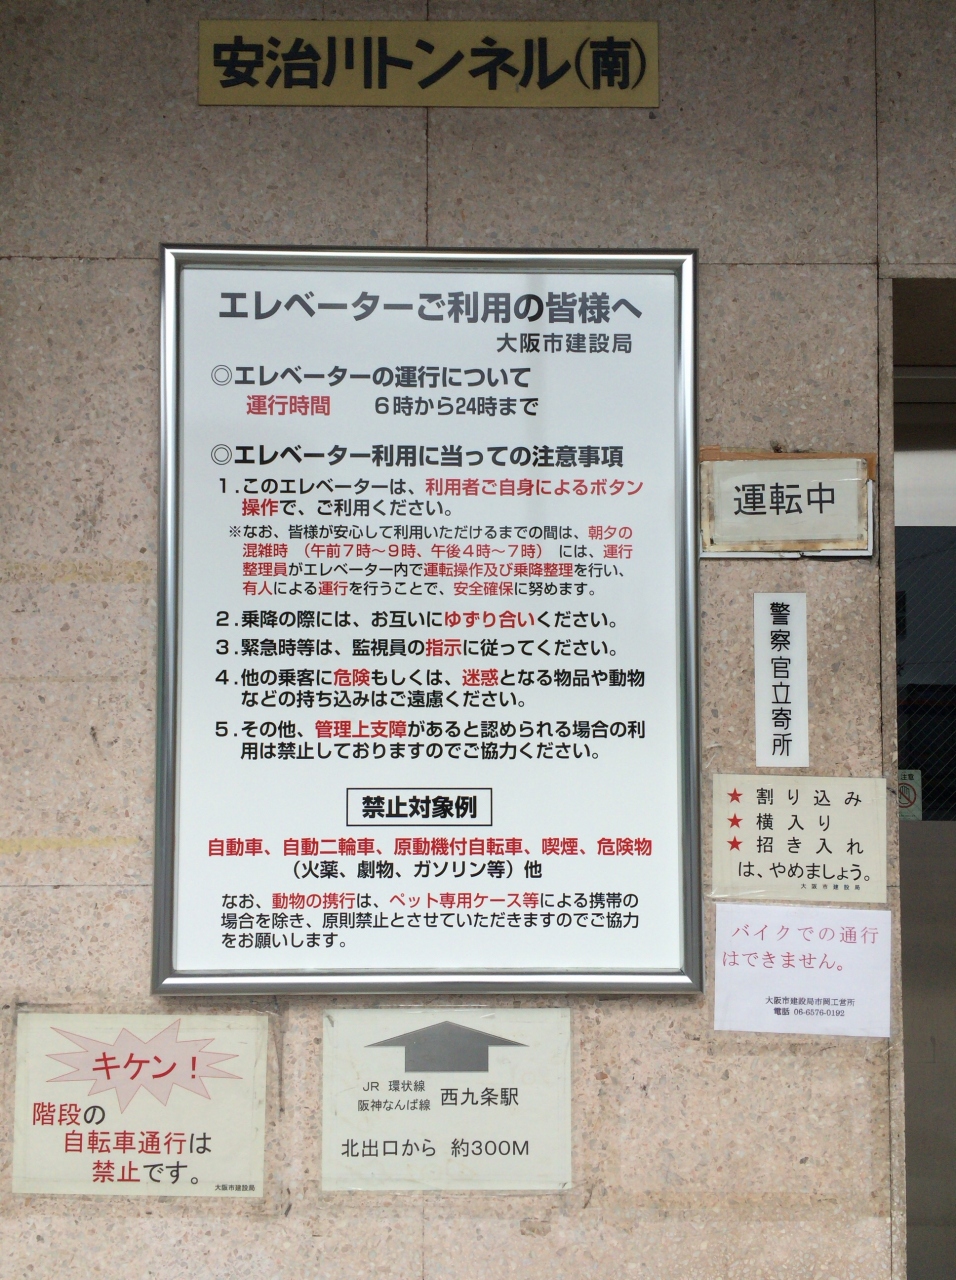 安治川トンネル(南)
エレベーターご利用の皆様へ
大阪市建設局
◎エレベーターの運行について
運行時間　６時から24時まで
◎エレベーター利用に当っての注意事項
１.このエレベーターは、利用者ご自身によるボタン
操作で、ご利用ください。
※なお、皆様が安心して利用いただけるまでの間は、朝夕の
混雑時　（午前７時～９時、午後４時～７時）　には、運行
整理員がエレベーター内で運転操作及び乗降整理を行い、
有人による運行を行うことで、安全確保に努めます。
２.乗降の際には、お互いにゆずり合いください。
３.緊急時等は、監視員の指示に従ってください。
４.他の乗客に危険もしくは、迷惑となる物品や動物
などの持ち込みはご遠慮ください。
５.その他、管理上支障があると認められる場合の利
用は禁止しておりますのでご協力ください。
禁止対象例
自動車、自動二輪車、原動機付自転車、喫煙、危険物
（火薬、劇物、ガソリン等）他
なお、動物の携行は、ペット専用ケース等による携帯の
場合を除き、原則禁止とさせていただきますのでご協力
をお願いします。
運転中
警察官立寄所
注意
★ 割り込み
★ 横入り
★ 招き入れ
は、やめましょう。
大阪市建設局
バイクでの通行
はできません。
大阪市建設局市岡工営所
電話 06-6576-0192
キケン！
階段の
自転車通行は
禁止です。
大阪市建設局
JR 環状線
阪神なんば線
西九条駅
北出口から 約300M